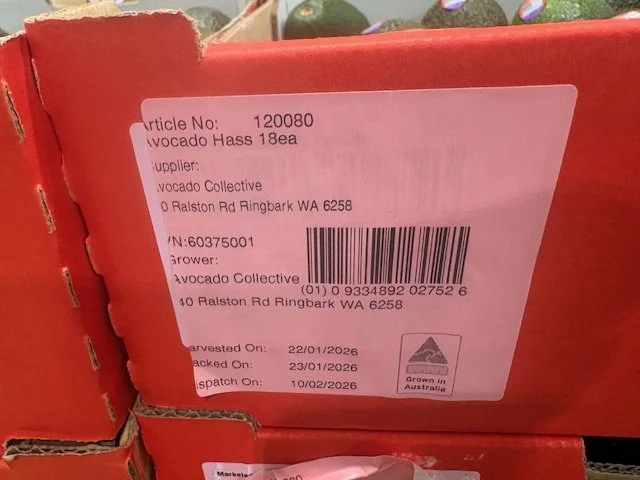 rticle No: 120080
vocado Hass 18ea
upplier:
vocado Collective
0 Ralston Rd Ringbark WA 6258
VN:60375001
Grower:
Avocado Collective
40 Ralston Rd Ringbark WA 6258
(01) 0 9334892 02752 6
arvested On: 22/01/2026
acked On: 23/01/2026
spatch On: 10/02/2026
Grown in
Australia